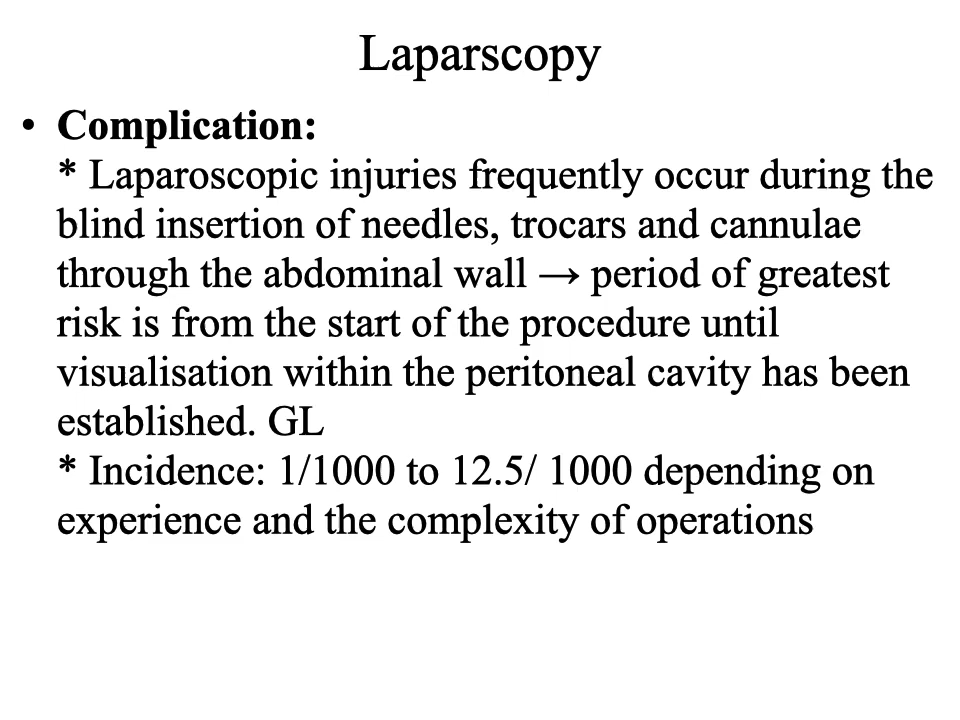 Laparscopy
• Complication:
* Laparoscopic injuries frequently occur during the
blind insertion of needles, trocars and cannulae
through the abdominal wall → period of greatest
risk is from the start of the procedure until
visualisation within the peritoneal cavity has been
established. GL
* Incidence: 1/1000 to 12.5/ 1000 depending on
experience and the complexity of operations